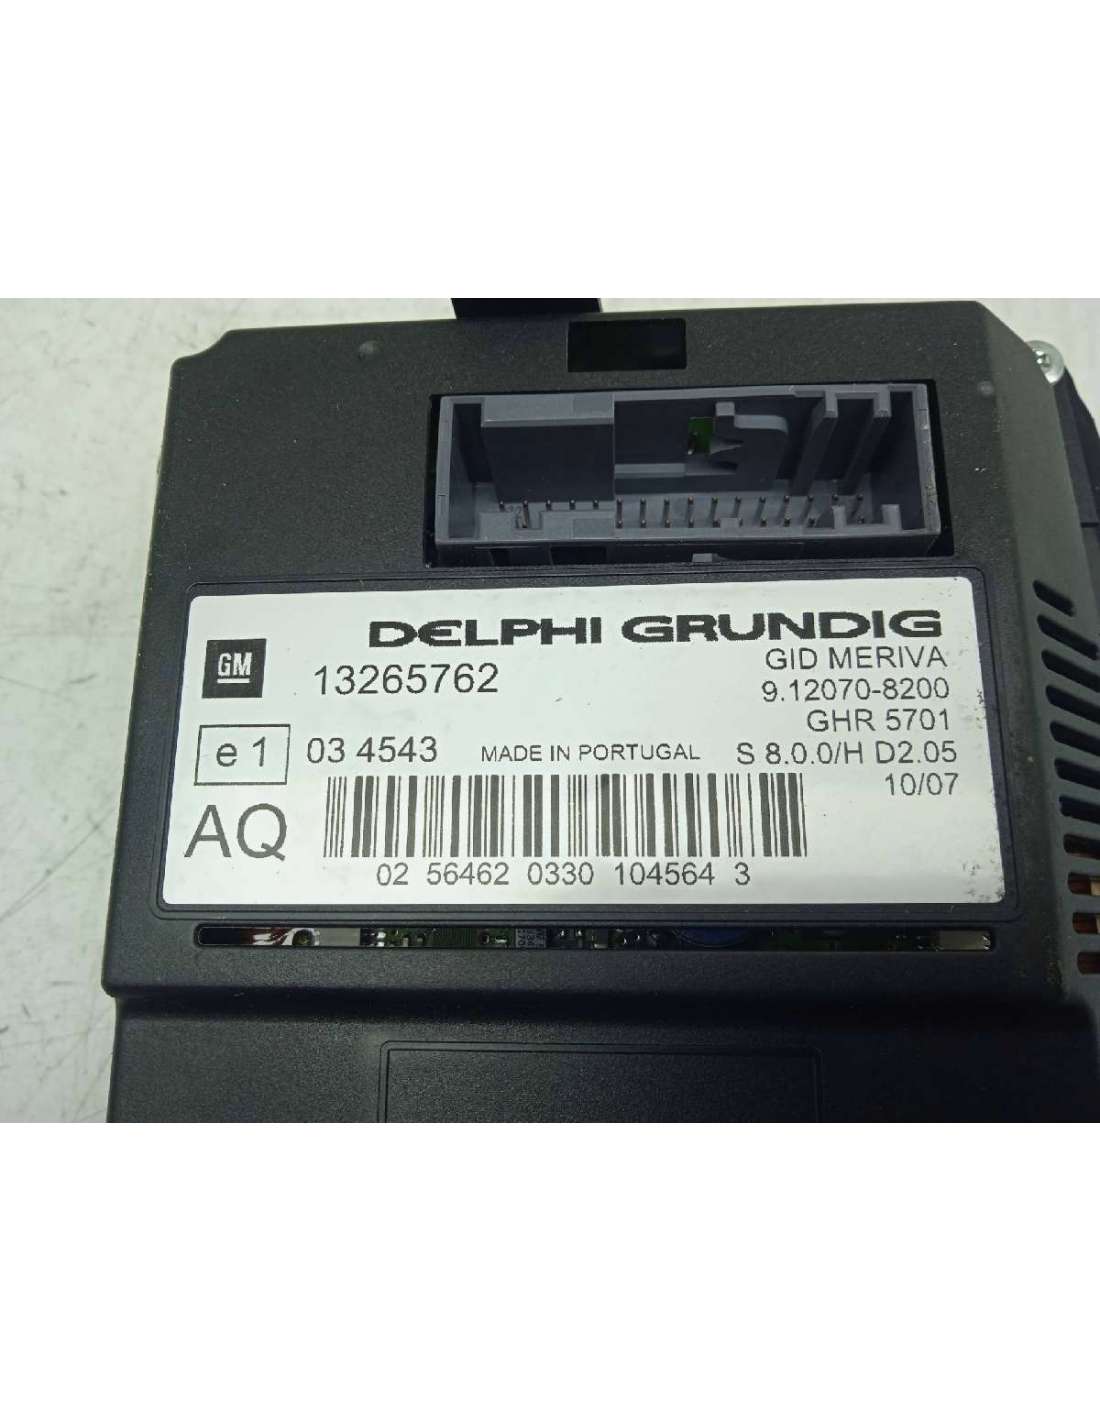 DELPHI GRUNDIG
GM
13265762
GID MERIVA
9.12070-8200
GHR 5701
e1
03 4543
MADE IN PORTUGAL
S 8.0.0/H D2.05
10/07
AQ
02 56462 0330 104564 3